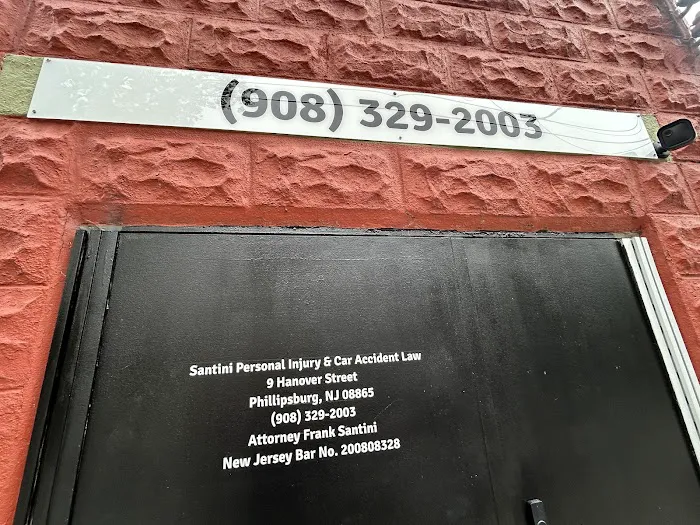 (908) 329-2003
Santini Personal Injury & Car Accident Law
9 Hanover Street
Phillipsburg, NJ 08865
(908) 329-2003
Attorney Frank Santini
New Jersey Bar No. 200808328